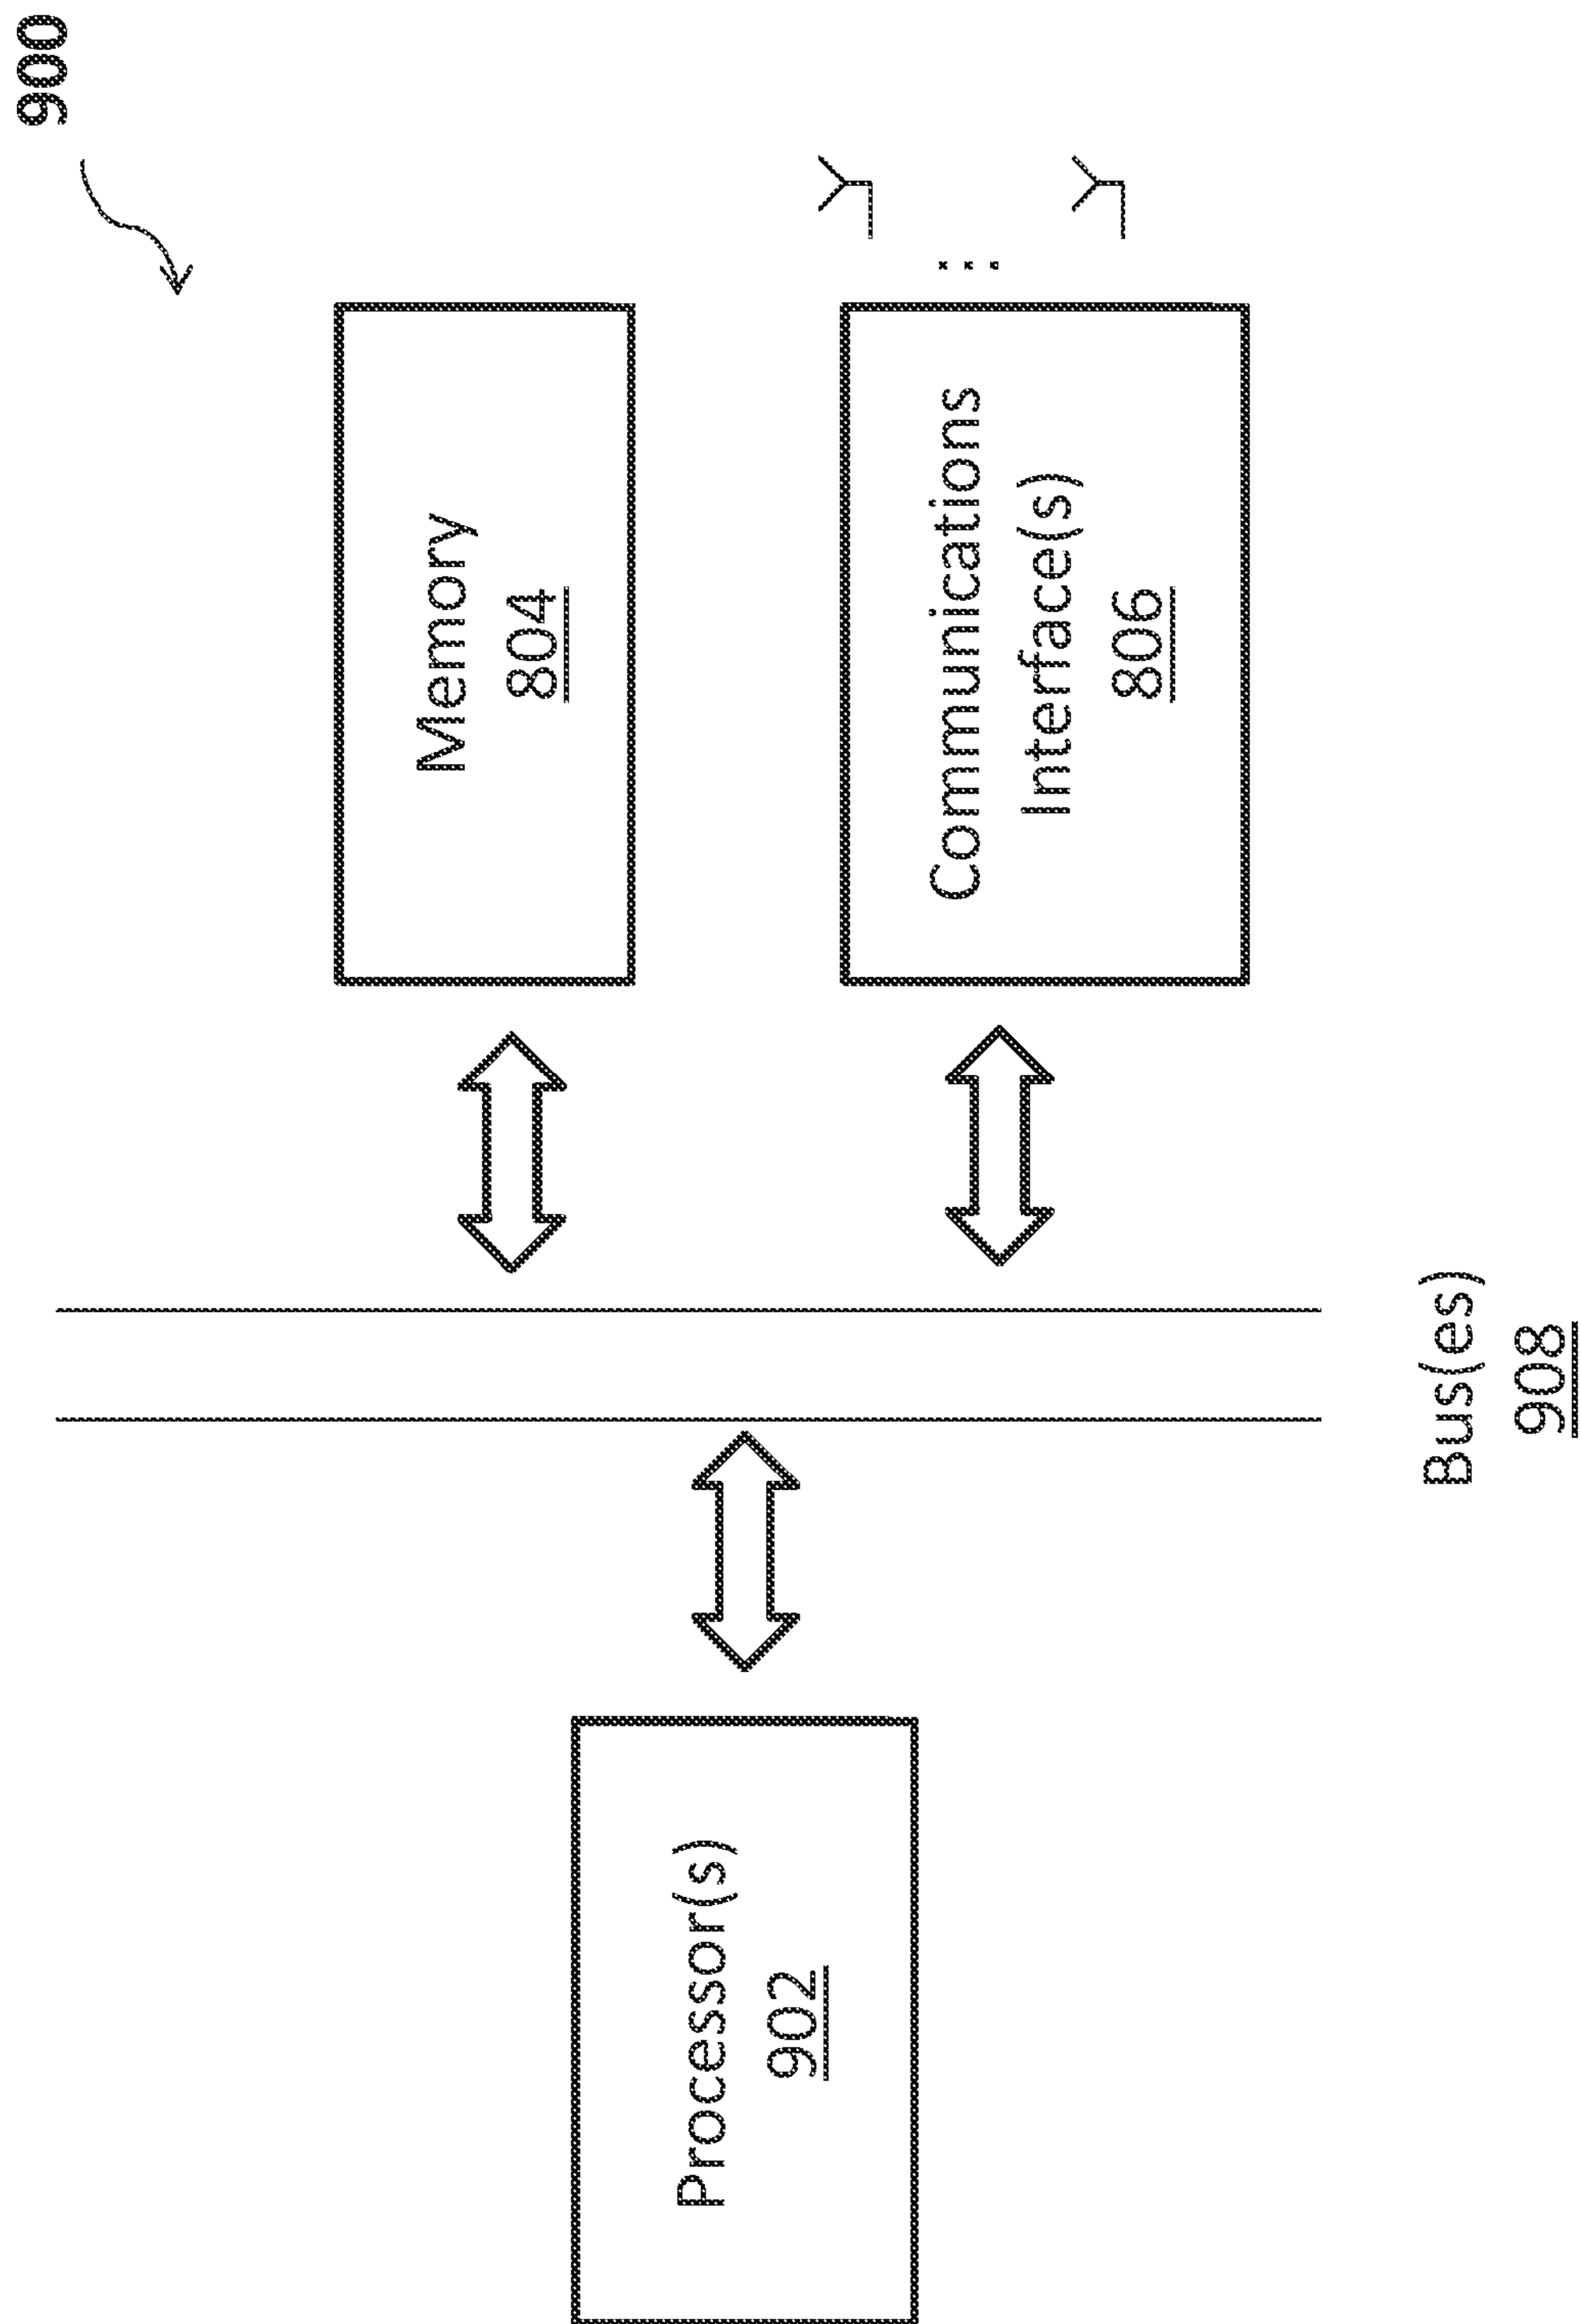 900
Memory
804
Processor(s)
902
Communications
Interface(s)
806
Bus(es)
908